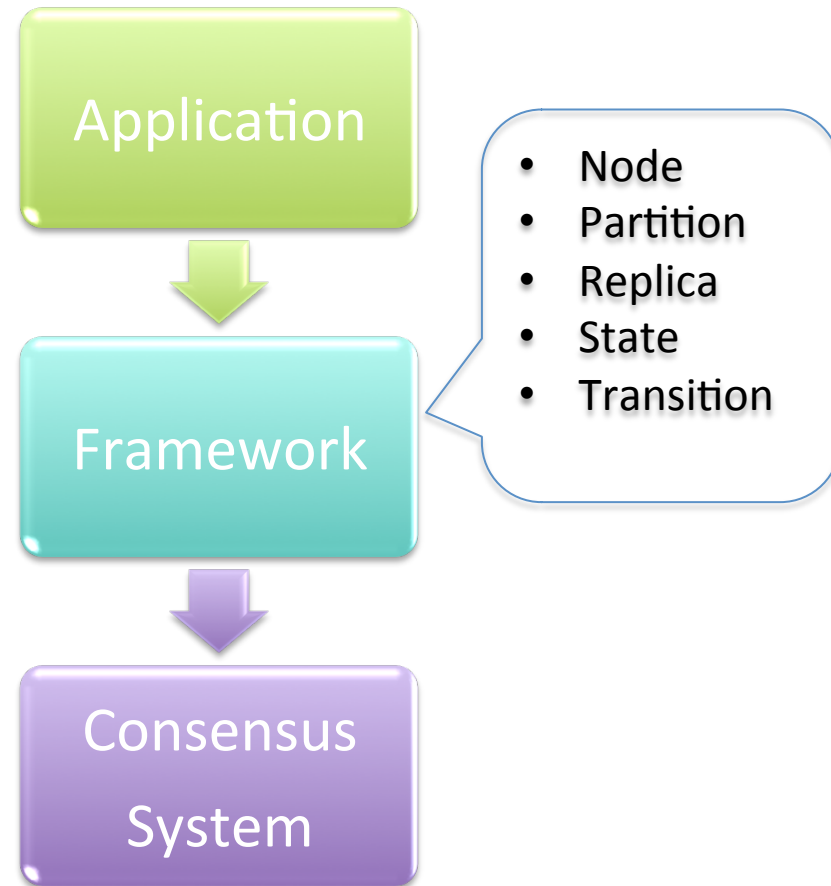 Application
Framework
• Node
• Partition
• Replica
• State
• Transition
Consensus
System